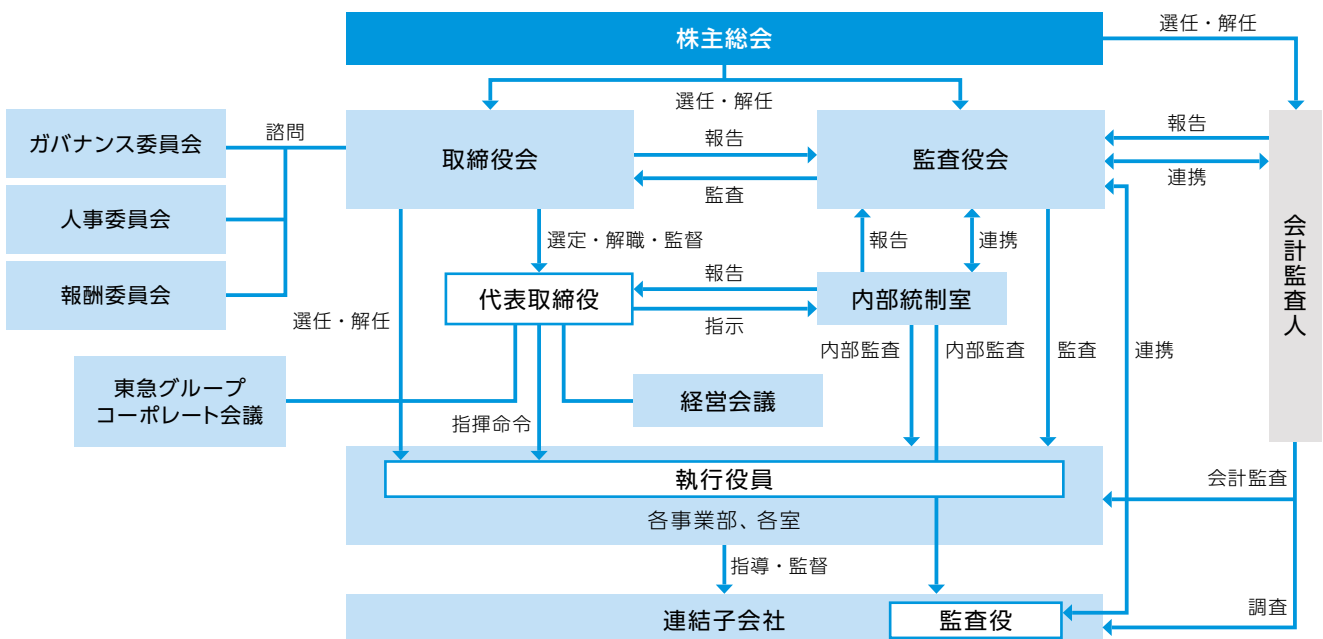 株主総会
選任・解任
選任・解任
ガバナンス委員会
諮問
取締役会
報告
監査
監査役会
報告
連携
人事委員会
報酬委員会
選定・解職・監督
報告
連携
会計監査人
選任・解任
代表取締役
報告
指示
内部統制室
内部監査
内部監査
監査
連携
東急グループ
コーポレート会議
指揮命令
経営会議
執行役員
各事業部、各室
会計監査
指導・監督
連結子会社
監査役
調査